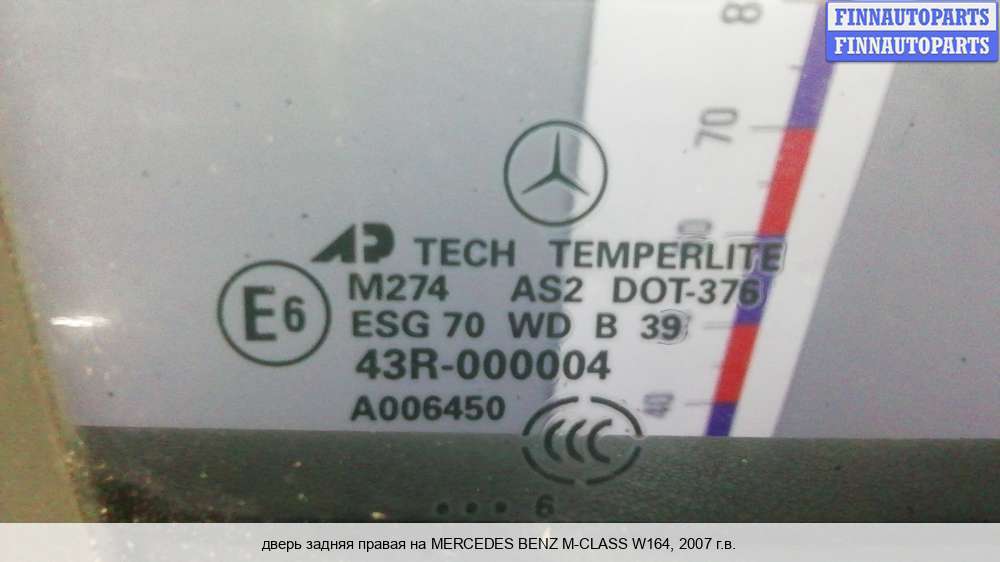 FINNAUTOPARTS
FINNAUTOPARTS
70
AP TECH TEMPERLITE
E6
M274 AS2 DOT-376
ESG 70 WD B 39
43R-000004
A006450
40
CCC
• • • 6
дверь задняя правая на MERCEDES BENZ M-CLASS W164, 2007 г.в.